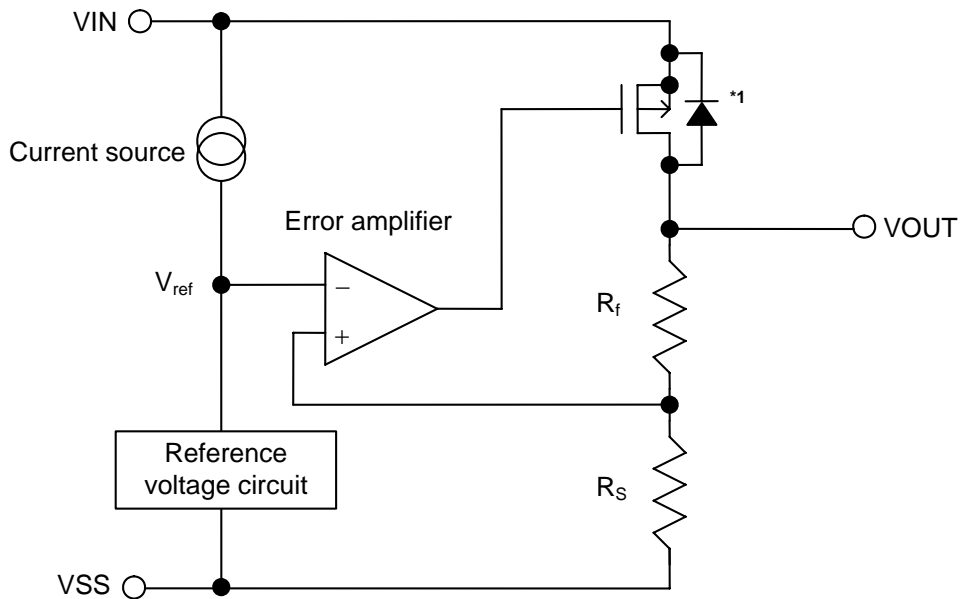 VIN
*1
Current source
Error amplifier
VOUT
Vref
−
+
Rf
Reference
voltage circuit
RS
VSS